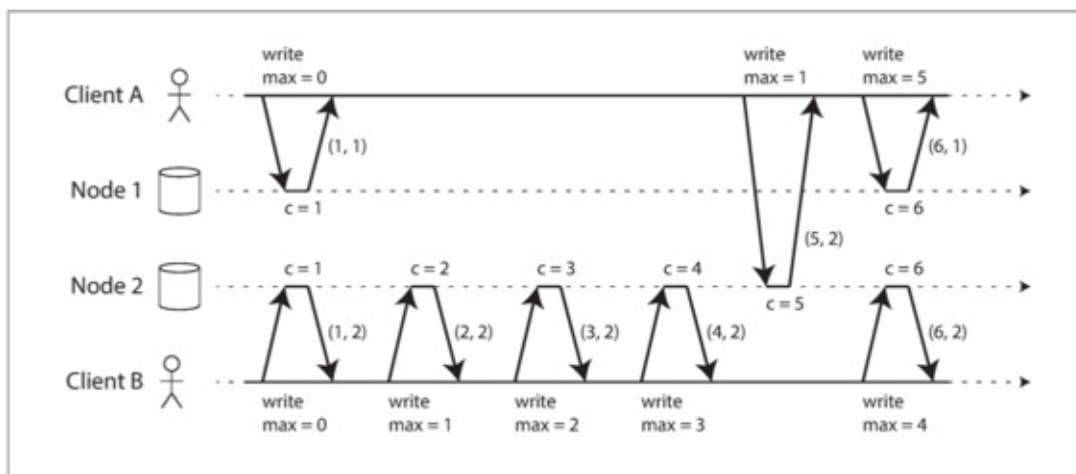 write
max = 0
write
max = 1
write
max = 5
Client A
(1, 1)
(6, 1)
Node 1
c = 1
c = 6
(5, 2)
c = 1
c = 2
c = 3
c = 4
c = 6
Node 2
c = 5
(1, 2)
(2, 2)
(3, 2)
(4, 2)
(6, 2)
Client B
write
max = 0
write
max = 1
write
max = 2
write
max = 3
write
max = 4